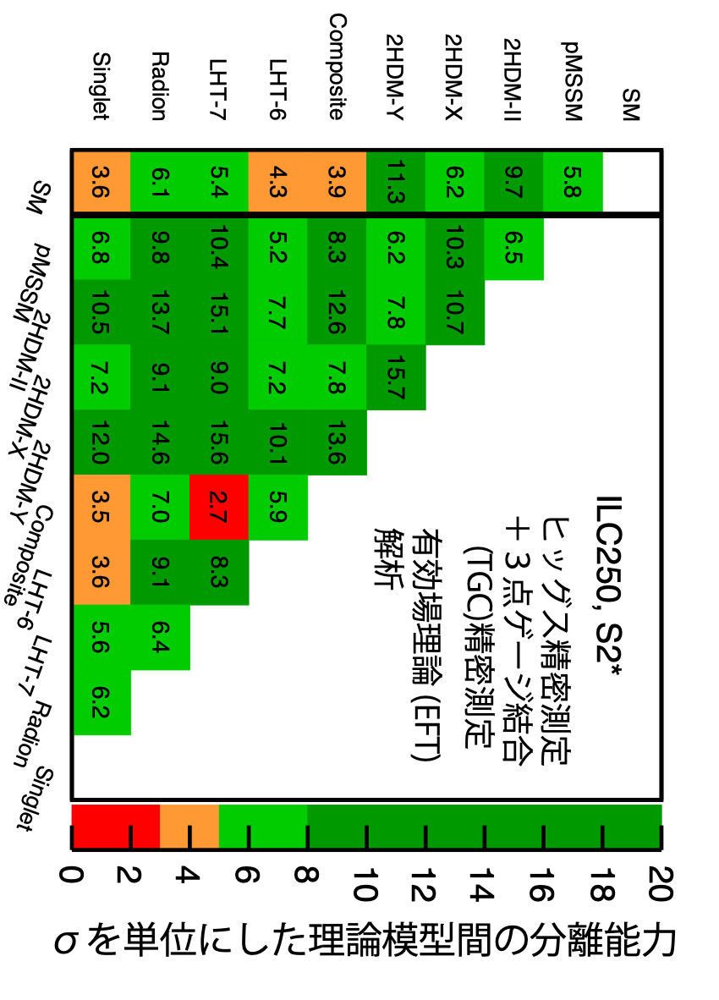 ILC250, S2*
ヒッグス精密測定
+3点ゲージ結合
(TGC)精密測定
有効場理論 (EFT)
解析
SM
pMSSM 5.8
2HDM-II 9.7 6.5
2HDM-X 6.2 10.3 10.7
2HDM-Y 11.3 6.2 7.8 15.7
Composite 3.9 8.3 12.6 7.8 13.6
LHT-6 4.3 5.2 7.7 7.2 10.1 5.9
LHT-7 5.4 10.4 15.1 9.0 15.6 2.7 8.3
Radion 6.1 9.8 13.7 9.1 14.6 7.0 9.1 6.4
Singlet 3.6 6.8 10.5 7.2 12.0 3.5 3.6 5.6 6.2
SM pMSSM 2HDM-II 2HDM-X 2HDM-Y Composite LHT-6 LHT-7 Radion Singlet
20
18
16
14
12
10
8
6
4
2
0
σを単位にした理論模型間の分離能力